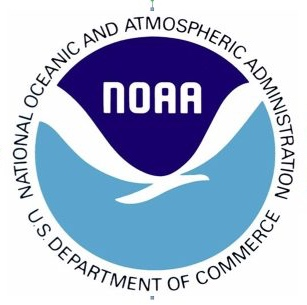 NATIONAL OCEANIC AND ATMOSPHERIC ADMINISTRATION
NOAA
U.S. DEPARTMENT OF COMMERCE